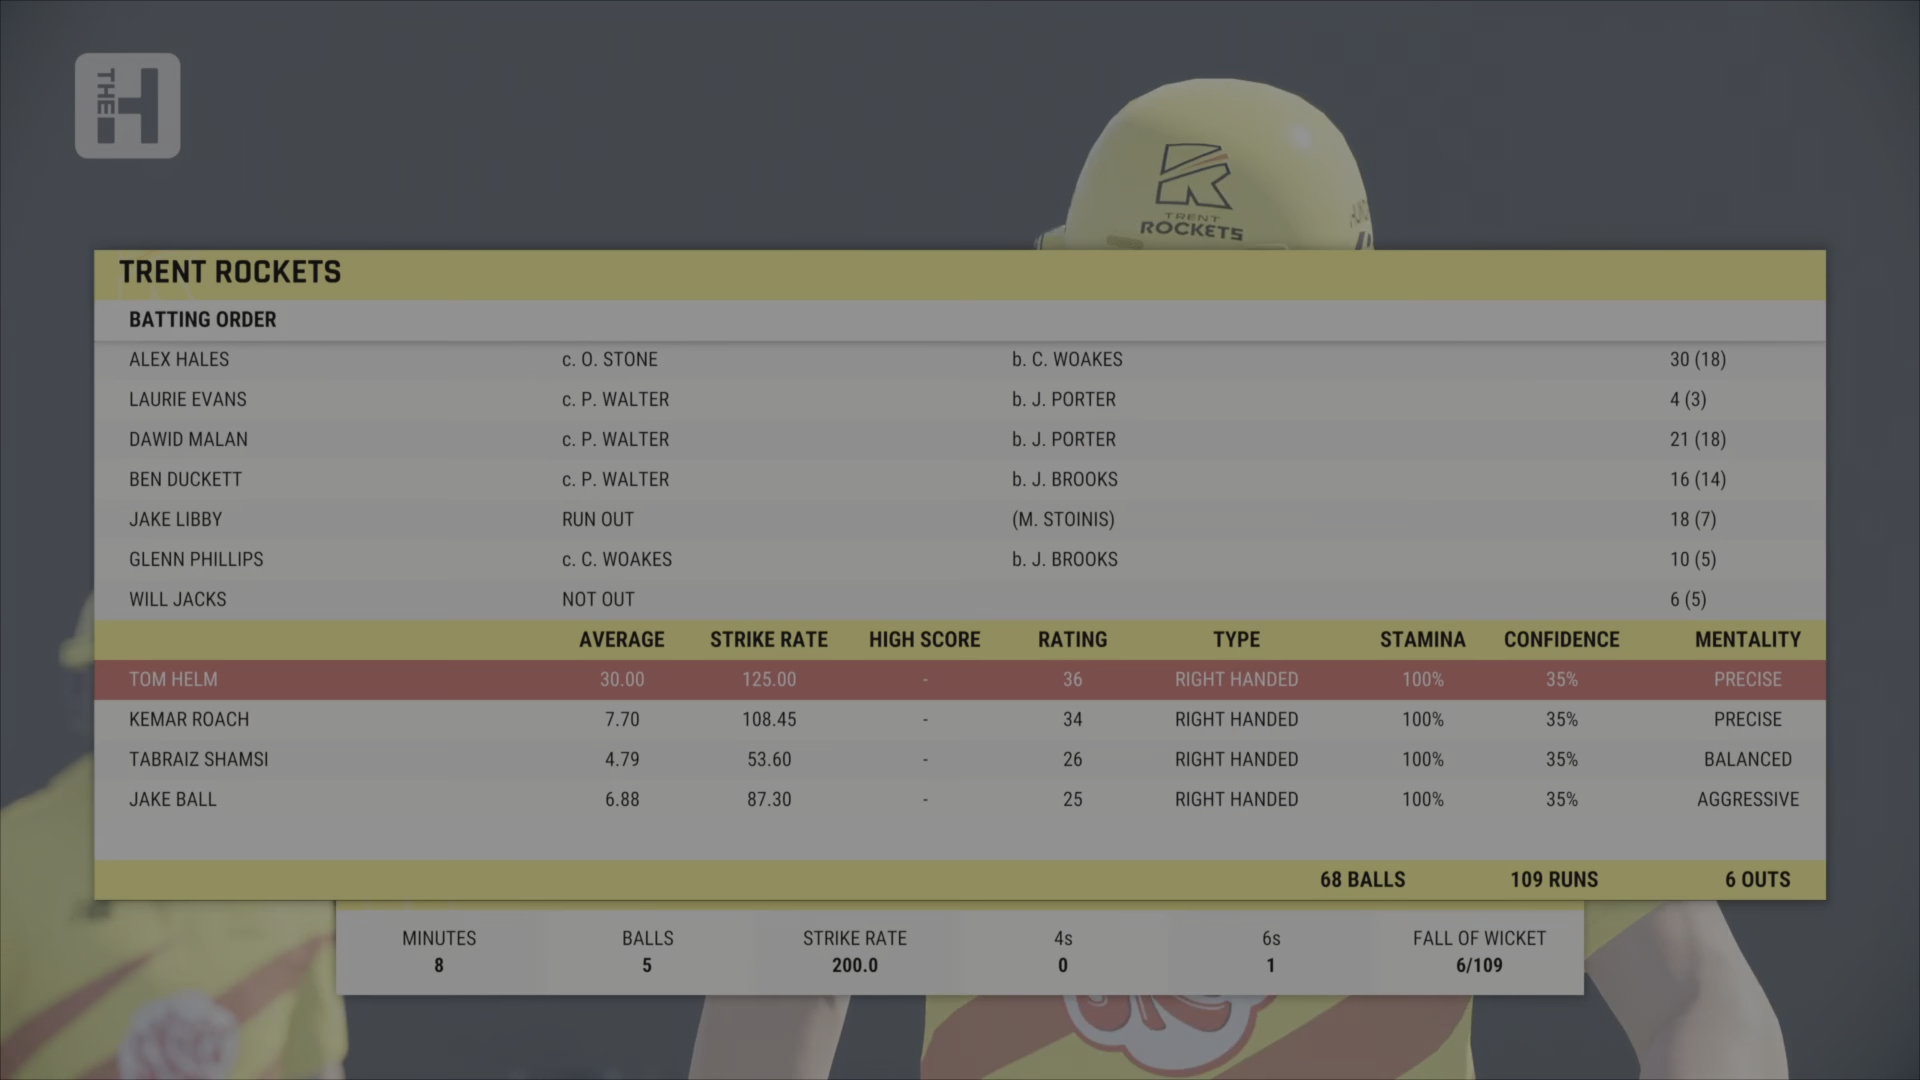 THE
H
TRENT
ROCKETS
TRENT ROCKETS
BATTING ORDER
ALEX HALES c. O. STONE b. C. WOAKES 30 (18)
LAURIE EVANS c. P. WALTER b. J. PORTER 4 (3)
DAWID MALAN c. P. WALTER b. J. PORTER 21 (18)
BEN DUCKETT c. P. WALTER b. J. BROOKS 16 (14)
JAKE LIBBY RUN OUT (M. STOINIS) 18 (7)
GLENN PHILLIPS c. C. WOAKES b. J. BROOKS 10 (5)
WILL JACKS NOT OUT 6 (5)
AVERAGE STRIKE RATE HIGH SCORE RATING TYPE STAMINA CONFIDENCE MENTALITY
TOM HELM 30.00 125.00 - 36 RIGHT HANDED 100% 35% PRECISE
KEMAR ROACH 7.70 108.45 - 34 RIGHT HANDED 100% 35% PRECISE
TABRAIZ SHAMSI 4.79 53.60 - 26 RIGHT HANDED 100% 35% BALANCED
JAKE BALL 6.88 87.30 - 25 RIGHT HANDED 100% 35% AGGRESSIVE
68 BALLS 109 RUNS 6 OUTS
MINUTES BALLS STRIKE RATE 4s 6s FALL OF WICKET
8 5 200.0 0 1 6/109